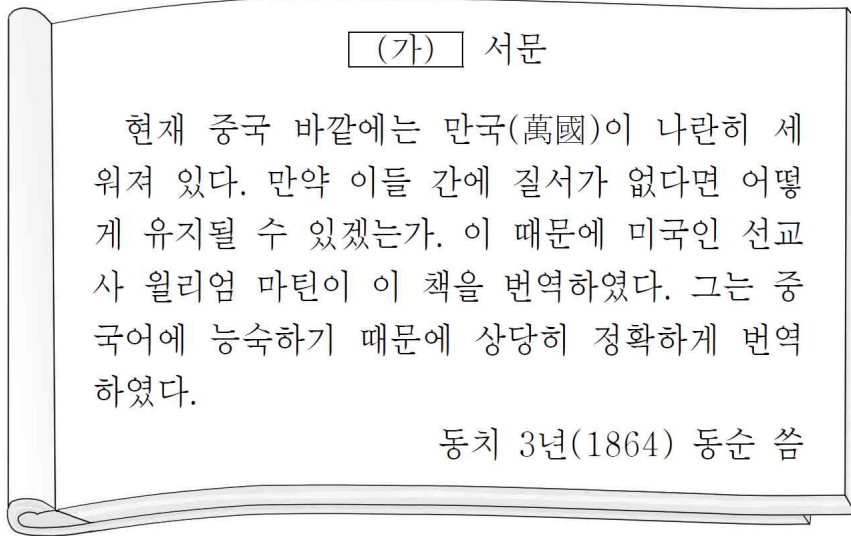 (가) 서문
현재 중국 바깥에는 만국(萬國)이 나란히 세
워져 있다. 만약 이들 간에 질서가 없다면 어떻
게 유지될 수 있겠는가. 이 때문에 미국인 선교
사 윌리엄 마틴이 이 책을 번역하였다. 그는 중
국어에 능숙하기 때문에 상당히 정확하게 번역
하였다.
동치 3년(1864) 동순 씀